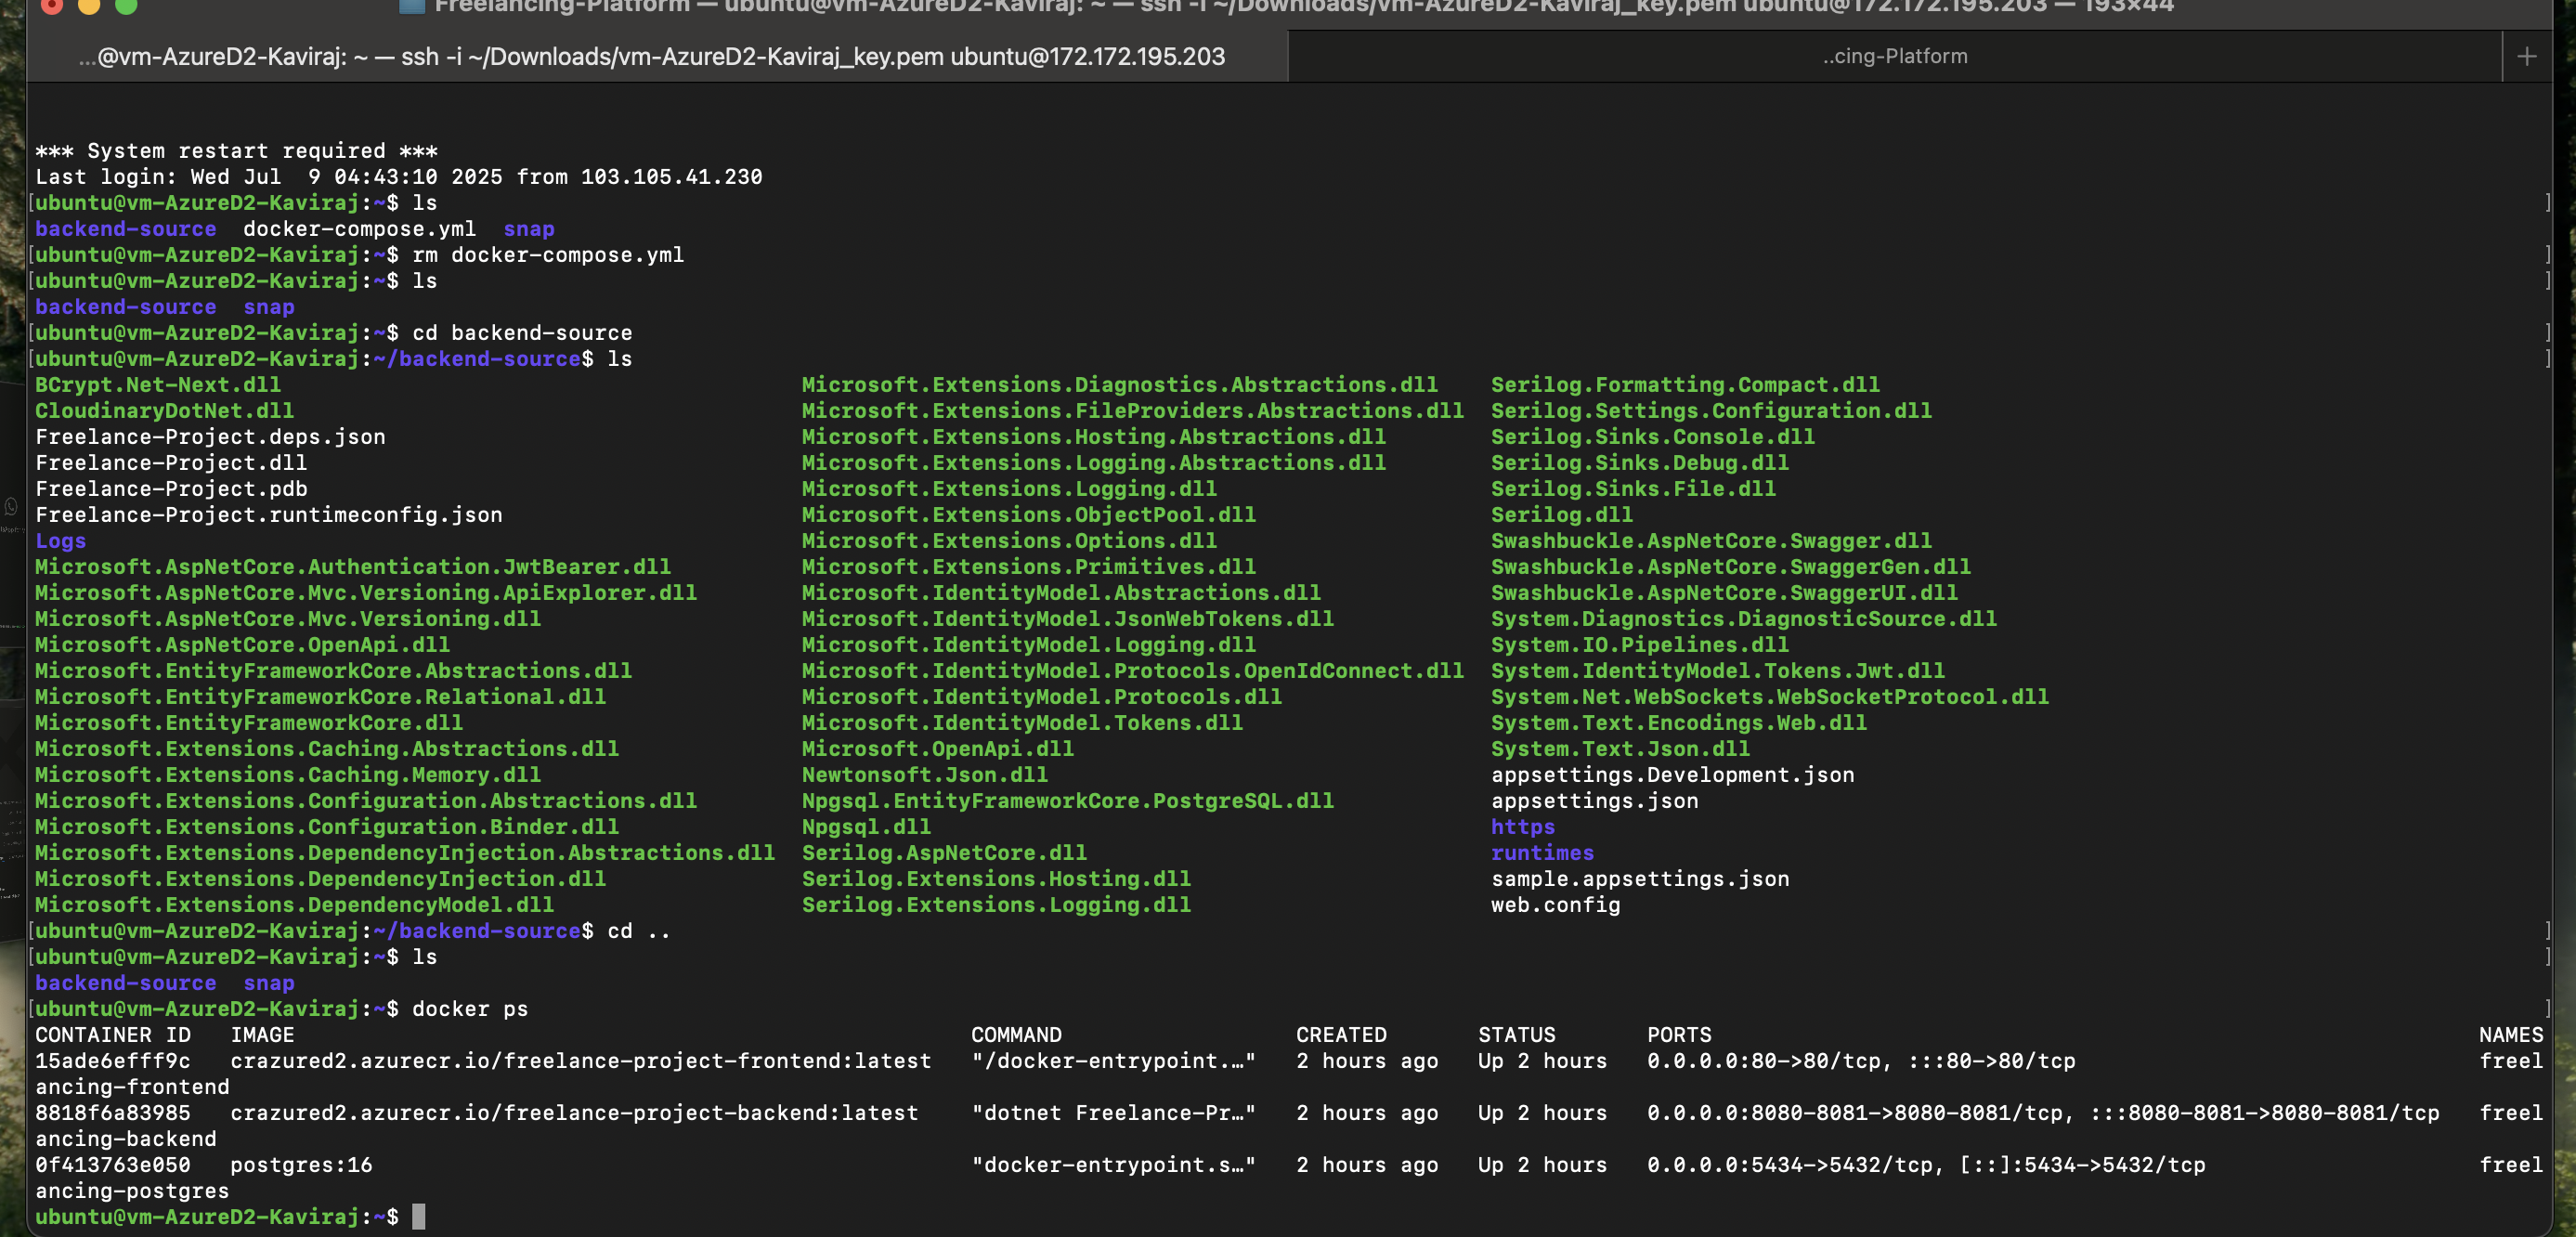 Freelancing-Platform — ubuntu@vm-AzureD2-Kaviraj: ~ — ssh -i ~/Downloads/vm-AzureD2-Kaviraj_key.pem ubuntu@172.172.195.203 — 193×44
...@vm-AzureD2-Kaviraj: ~ — ssh -i ~/Downloads/vm-AzureD2-Kaviraj_key.pem ubuntu@172.172.195.203 ..cing-Platform +
*** System restart required ***
Last login: Wed Jul  9 04:43:10 2025 from 103.105.41.230
[ubuntu@vm-AzureD2-Kaviraj:~$ ls ]
backend-source  docker-compose.yml  snap
[ubuntu@vm-AzureD2-Kaviraj:~$ rm docker-compose.yml ]
[ubuntu@vm-AzureD2-Kaviraj:~$ ls ]
backend-source  snap
[ubuntu@vm-AzureD2-Kaviraj:~$ cd backend-source ]
[ubuntu@vm-AzureD2-Kaviraj:~/backend-source$ ls ]
BCrypt.Net-Next.dll Microsoft.Extensions.Diagnostics.Abstractions.dll Serilog.Formatting.Compact.dll
CloudinaryDotNet.dll Microsoft.Extensions.FileProviders.Abstractions.dll Serilog.Settings.Configuration.dll
Freelance-Project.deps.json Microsoft.Extensions.Hosting.Abstractions.dll Serilog.Sinks.Console.dll
Freelance-Project.dll Microsoft.Extensions.Logging.Abstractions.dll Serilog.Sinks.Debug.dll
Freelance-Project.pdb Microsoft.Extensions.Logging.dll Serilog.Sinks.File.dll
Freelance-Project.runtimeconfig.json Microsoft.Extensions.ObjectPool.dll Serilog.dll
Logs Microsoft.Extensions.Options.dll Swashbuckle.AspNetCore.Swagger.dll
Microsoft.AspNetCore.Authentication.JwtBearer.dll Microsoft.Extensions.Primitives.dll Swashbuckle.AspNetCore.SwaggerGen.dll
Microsoft.AspNetCore.Mvc.Versioning.ApiExplorer.dll Microsoft.IdentityModel.Abstractions.dll Swashbuckle.AspNetCore.SwaggerUI.dll
Microsoft.AspNetCore.Mvc.Versioning.dll Microsoft.IdentityModel.JsonWebTokens.dll System.Diagnostics.DiagnosticSource.dll
Microsoft.AspNetCore.OpenApi.dll Microsoft.IdentityModel.Logging.dll System.IO.Pipelines.dll
Microsoft.EntityFrameworkCore.Abstractions.dll Microsoft.IdentityModel.Protocols.OpenIdConnect.dll System.IdentityModel.Tokens.Jwt.dll
Microsoft.EntityFrameworkCore.Relational.dll Microsoft.IdentityModel.Protocols.dll System.Net.WebSockets.WebSocketProtocol.dll
Microsoft.EntityFrameworkCore.dll Microsoft.IdentityModel.Tokens.dll System.Text.Encodings.Web.dll
Microsoft.Extensions.Caching.Abstractions.dll Microsoft.OpenApi.dll System.Text.Json.dll
Microsoft.Extensions.Caching.Memory.dll Newtonsoft.Json.dll appsettings.Development.json
Microsoft.Extensions.Configuration.Abstractions.dll Npgsql.EntityFrameworkCore.PostgreSQL.dll appsettings.json
Microsoft.Extensions.Configuration.Binder.dll Npgsql.dll https
Microsoft.Extensions.DependencyInjection.Abstractions.dll Serilog.AspNetCore.dll runtimes
Microsoft.Extensions.DependencyInjection.dll Serilog.Extensions.Hosting.dll sample.appsettings.json
Microsoft.Extensions.DependencyModel.dll Serilog.Extensions.Logging.dll web.config
[ubuntu@vm-AzureD2-Kaviraj:~/backend-source$ cd .. ]
[ubuntu@vm-AzureD2-Kaviraj:~$ ls ]
backend-source  snap
[ubuntu@vm-AzureD2-Kaviraj:~$ docker ps ]
CONTAINER ID IMAGE COMMAND CREATED STATUS PORTS NAMES
15ade6efff9c crazured2.azurecr.io/freelance-project-frontend:latest "/docker-entrypoint.…" 2 hours ago Up 2 hours 0.0.0.0:80->80/tcp, :::80->80/tcp freel
ancing-frontend
8818f6a83985 crazured2.azurecr.io/freelance-project-backend:latest "dotnet Freelance-Pr…" 2 hours ago Up 2 hours 0.0.0.0:8080-8081->8080-8081/tcp, :::8080-8081->8080-8081/tcp freel
ancing-backend
0f413763e050 postgres:16 "docker-entrypoint.s…" 2 hours ago Up 2 hours 0.0.0.0:5434->5432/tcp, [::]:5434->5432/tcp freel
ancing-postgres
ubuntu@vm-AzureD2-Kaviraj:~$